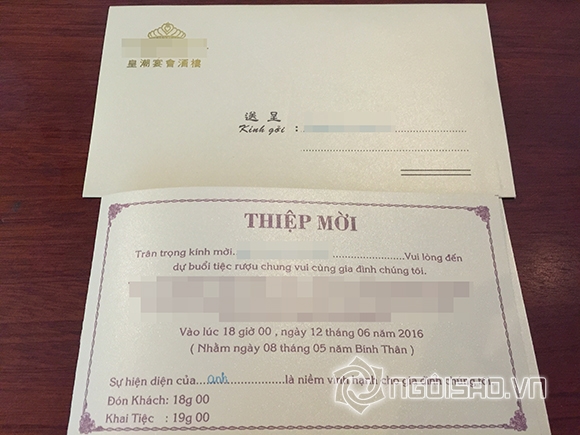 皇潮宴會酒樓
送呈
Kính gởi :
THIỆP MỜI
Trân trọng kính mời. Vui lòng đến
dự buổi tiệc rượu chung vui cùng gia đình chúng tôi.
Vào lúc 18 giờ 00 , ngày 12 tháng 06 năm 2016
( Nhằm ngày 08 tháng 05 năm Bính Thân )
Sự hiện diện của anh là niềm vinh hạnh cho gia đình chúng tôi
Đón Khách: 18g 00
Khai Tiệc : 19g 00
NGÔISAO.VN